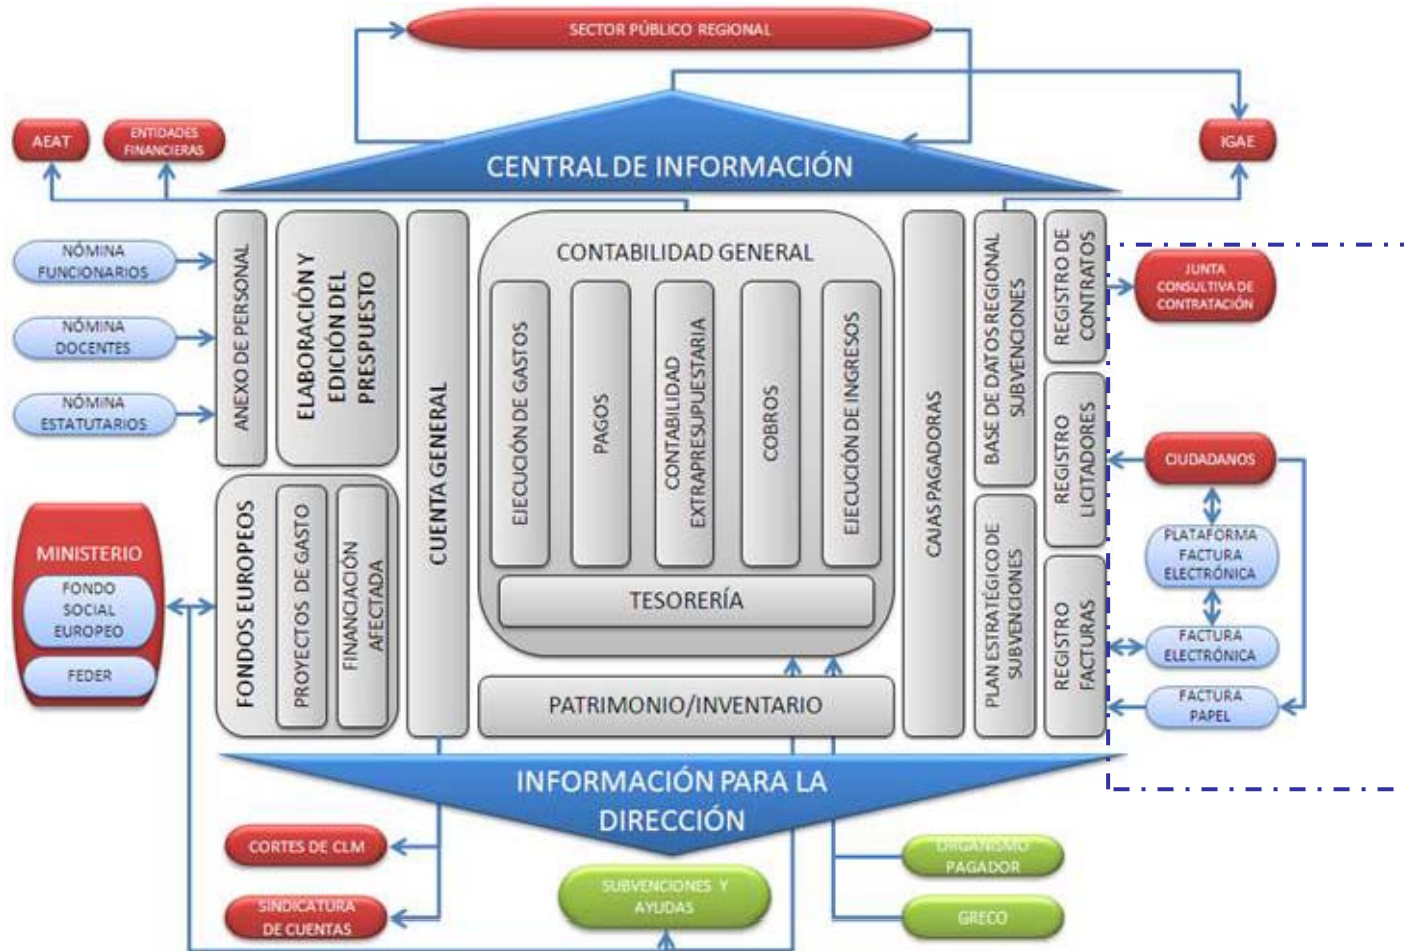 SECTOR PÚBLICO REGIONAL
AEAT
ENTIDADES
FINANCIERAS
IGAE
CENTRAL DE INFORMACIÓN
NÓMINA
FUNCIONARIOS
NÓMINA
DOCENTES
NÓMINA
ESTATUTARIOS
ANEXO DE PERSONAL
ELABORACIÓN Y
EDICIÓN DEL
PRESPUESTO
CUENTA GENERAL
CONTABILIDAD GENERAL
EJECUCIÓN DE GASTOS
PAGOS
CONTABILIDAD
EXTRAPRESUPUESTARIA
COBROS
EJECUCIÓN DE INGRESOS
TESORERÍA
PATRIMONIO/INVENTARIO
CAJAS PAGADORAS
BASE DE DATOS REGIONAL
SUBVENCIONES
PLAN ESTRATÉGICO DE
SUBVENCIONES
REGISTRO DE
CONTRATOS
REGISTRO
LICITADORES
REGISTRO
FACTURAS
JUNTA
CONSULTIVA DE
CONTRATACIÓN
CIUDADANOS
PLATAFORMA
FACTURA
ELECTRÓNICA
FACTURA
ELECTRÓNICA
FACTURA
PAPEL
MINISTERIO
FONDO
SOCIAL
EUROPEO
FEDER
FONDOS EUROPEOS
PROYECTOS DE GASTO
FINANCIACIÓN
AFECTADA
INFORMACIÓN PARA LA
DIRECCIÓN
CORTES DE CLM
SINDICATURA
DE CUENTAS
SUBVENCIONES Y
AYUDAS
ORGANISMO
PAGADOR
GRECO